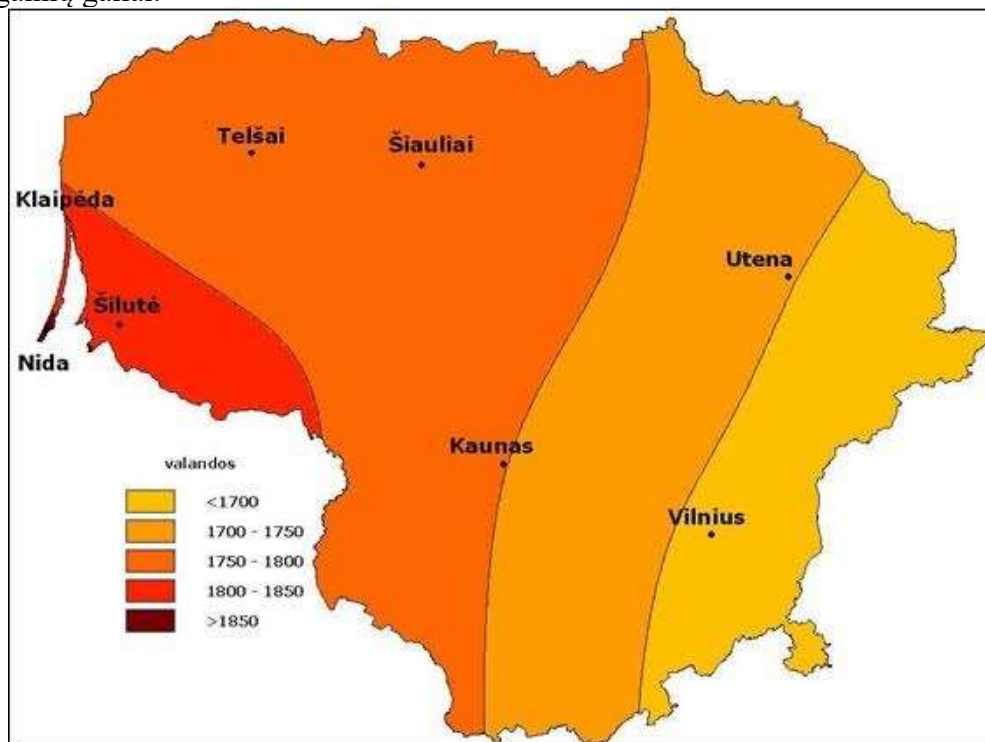 Telšai
Šiauliai
Klaipėda
Utena
Šilutė
Nida
Kaunas
Vilnius
valandos
<1700
1700 - 1750
1750 - 1800
1800 - 1850
>1850